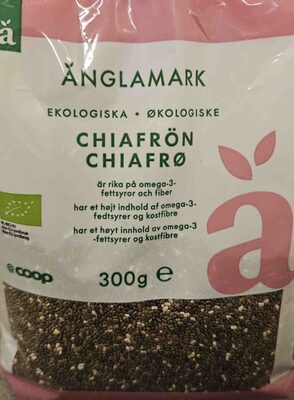 ä
ÄNGLAMARK
EKOLOGISKA • ØKOLOGISKE
CHIAFRÖN
CHIAFRØ
är rika på omega-3-
fettsyror och fiber
har et højt indhold af omega-3-
fedtsyrer og kostfibre
har et høyt innhold av omega-3
-fettsyrer og kostfibre
coop
300g ℮
ä